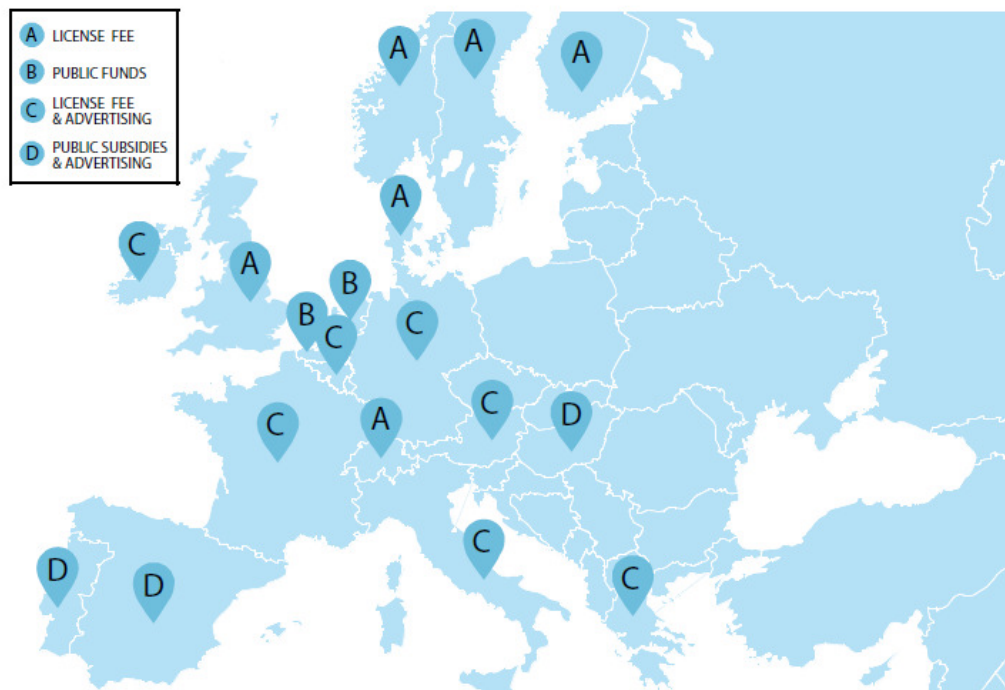 A LICENSE FEE
B PUBLIC FUNDS
C LICENSE FEE
& ADVERTISING
D PUBLIC SUBSIDIES
& ADVERTISING
A
A
A
A
C
A
B
B
C
C
C
A
C
D
C
D
D
C